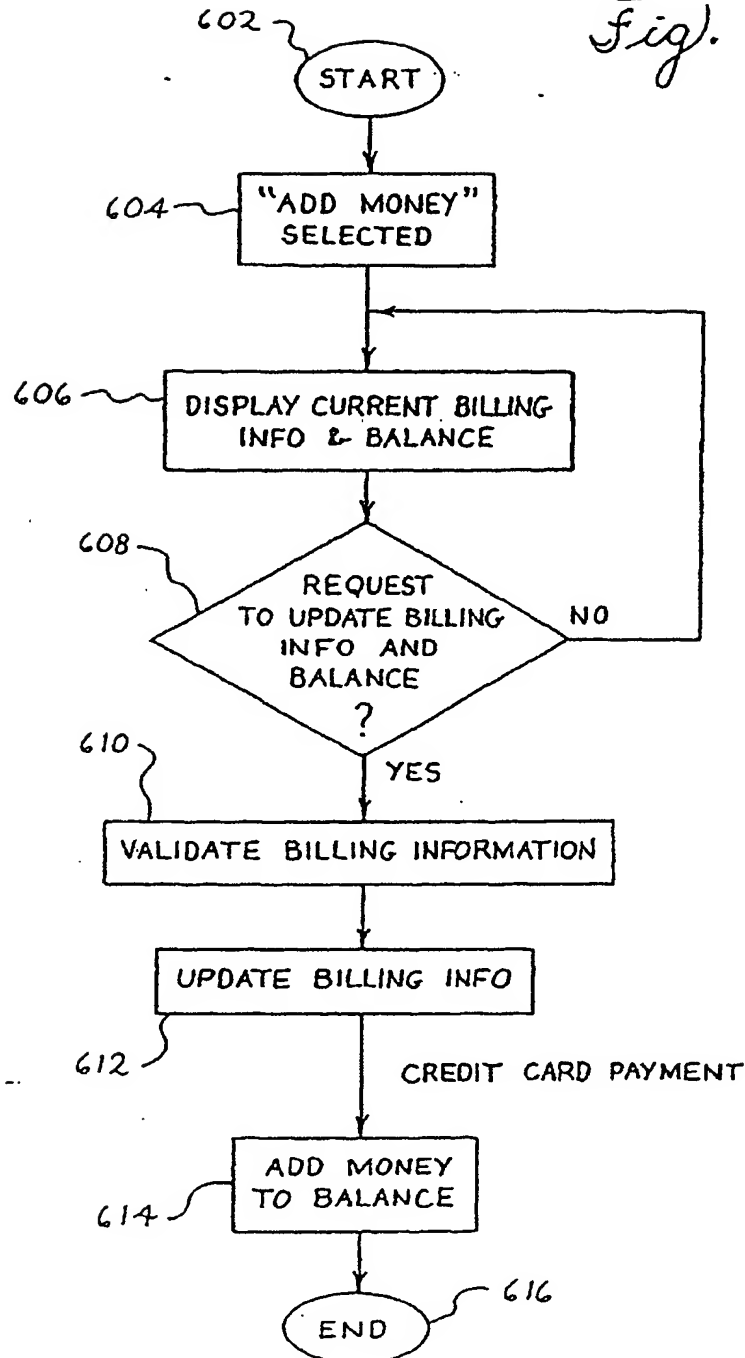 Fig.
602
START
604
"ADD MONEY"
SELECTED
606
DISPLAY CURRENT BILLING
INFO & BALANCE
608
REQUEST
TO UPDATE BILLING
INFO AND
BALANCE
?
NO
YES
610
VALIDATE BILLING INFORMATION
UPDATE BILLING INFO
612
CREDIT CARD PAYMENT
ADD MONEY
TO BALANCE
614
616
END